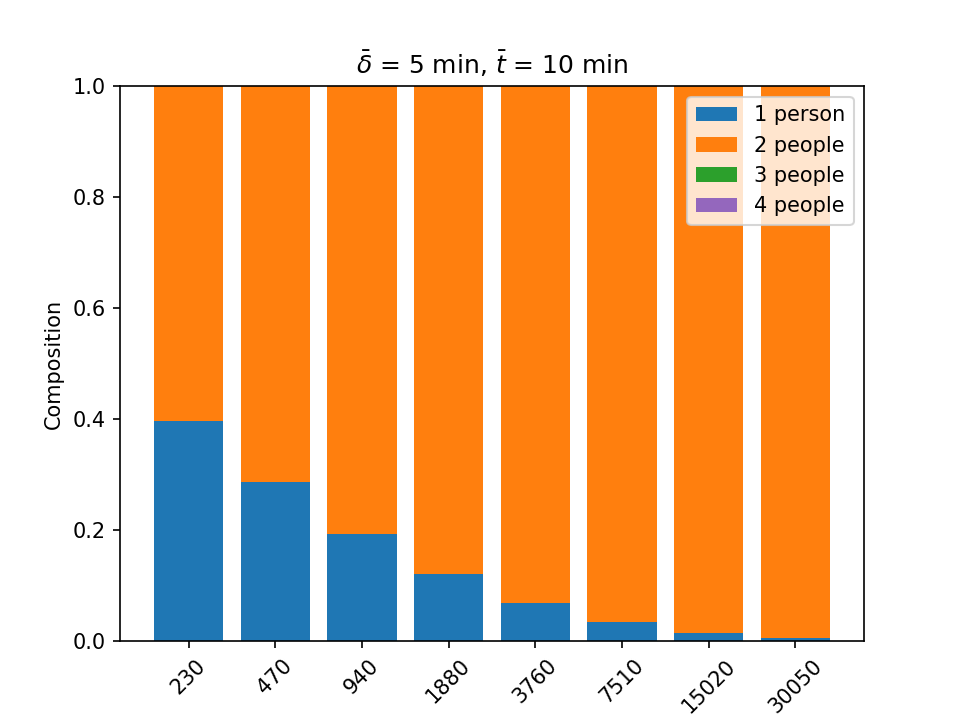 δ̄ = 5 min, t̄ = 10 min
1.0
0.8
0.6
0.4
0.2
0.0
Composition
1 person
2 people
3 people
4 people
230
470
940
1880
3760
7510
15020
30050